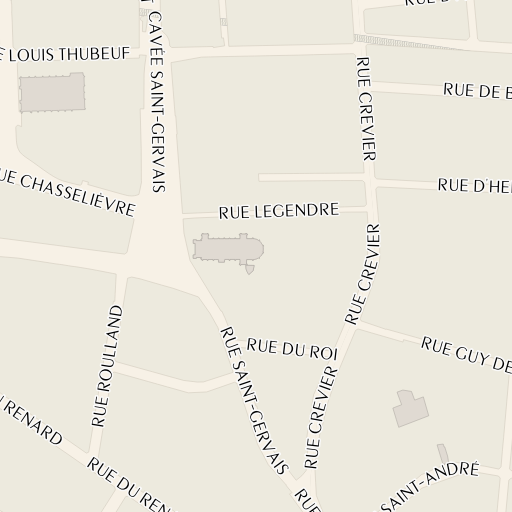 RUE D
T
CAVÉE SAINT-GERVAIS
E LOUIS THUBEUF
RUE CREVIER
RUE DE B
UE CHASSELIÈVRE
RUE D'HE
RUE LEGENDRE
RUE CREVIER
RUE ROULLAND
RUE DU ROI
RUE GUY DE
RUE SAINT-GERVAIS
RUE CREVIER
U RENARD
RUE DU REN
SAINT-ANDRÉ
RUE